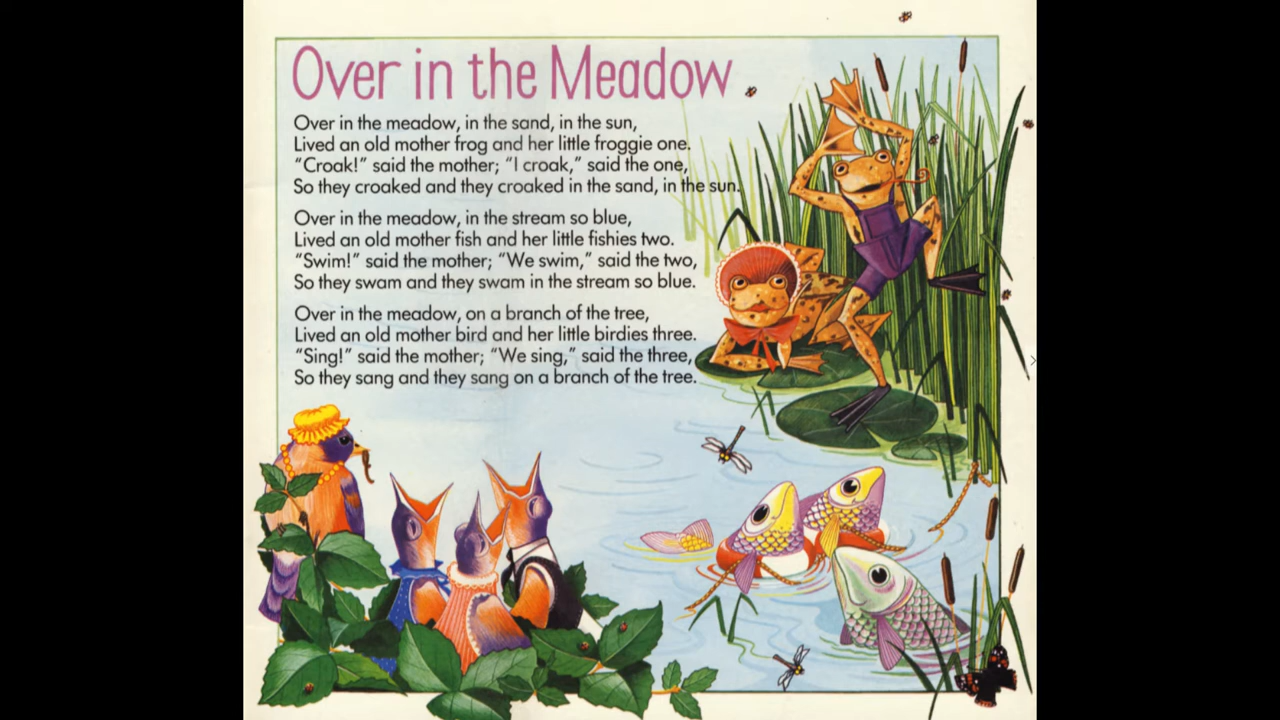 Over in the Meadow
Over in the meadow, in the sand, in the sun,
Lived an old mother frog and her little froggie one.
“Croak!” said the mother; “I croak,” said the one,
So they croaked and they croaked in the sand, in the sun.
Over in the meadow, in the stream so blue,
Lived an old mother fish and her little fishies two.
“Swim!” said the mother; “We swim,” said the two,
So they swam and they swam in the stream so blue.
Over in the meadow, on a branch of the tree,
Lived an old mother bird and her little birdies three.
“Sing!” said the mother; “We sing,” said the three,
So they sang and they sang on a branch of the tree.